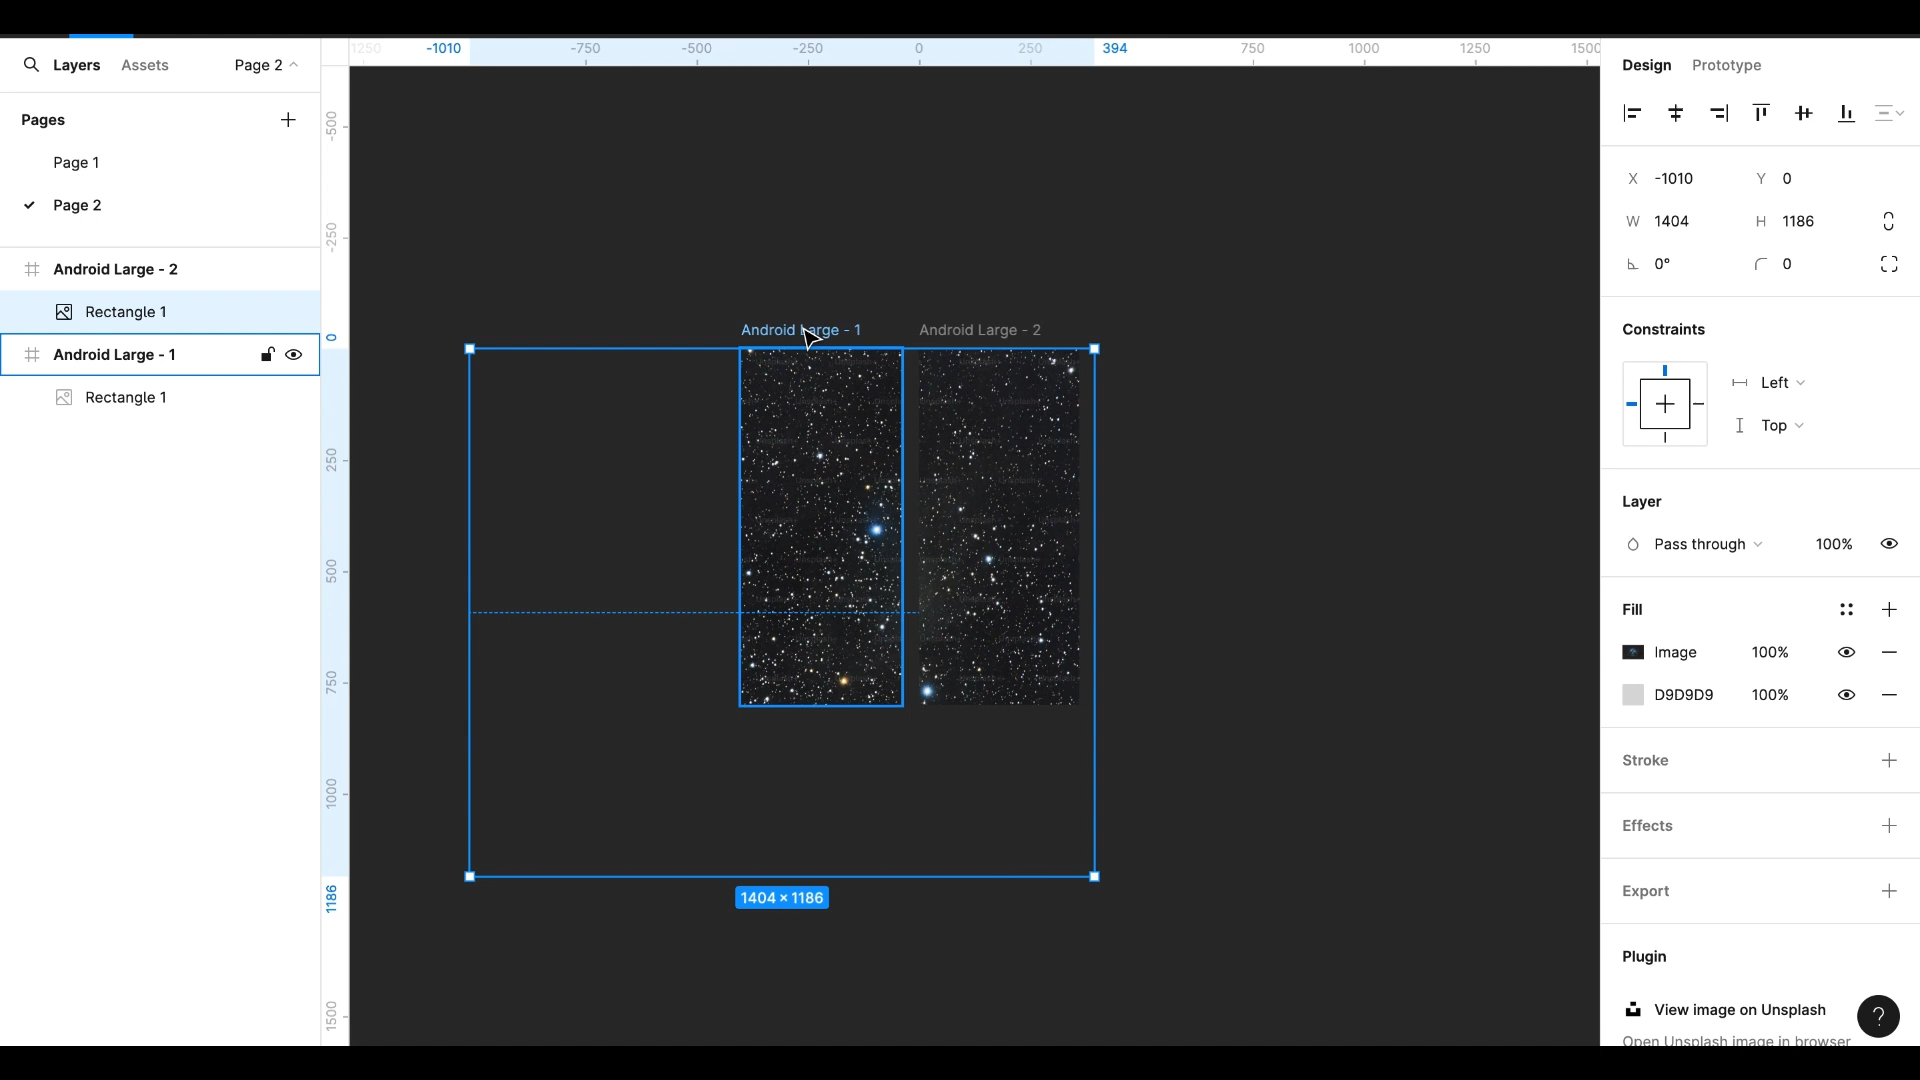 Layers Assets Page 2
Pages
Page 1
Page 2
Android Large - 2
Rectangle 1
Android Large - 1
Rectangle 1
1250 -1010 -750 -500 -250 0 250 394 750 1000 1250 1500
-500
-250
0
250
500
750
1000
1186
1500
Android Large - 1 Android Large - 2
1404 × 1186
Design Prototype
X -1010 Y 0
W 1404 H 1186
0° 0
Constraints
Left
Top
Layer
Pass through 100%
Fill
Image 100%
D9D9D9 100%
Stroke
Effects
Export
Plugin
View image on Unsplash
?
Open Unsplash image in browser